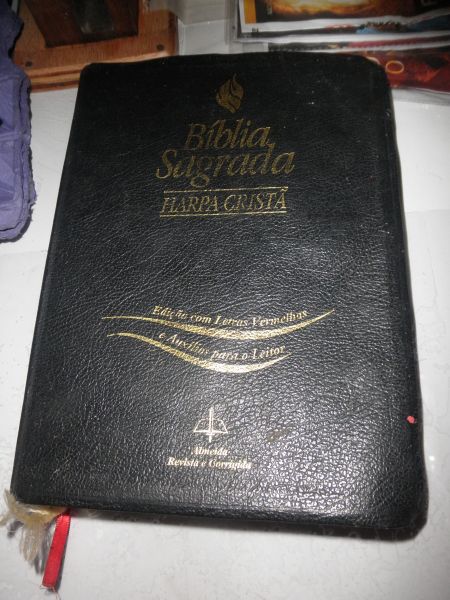 Bíblia
Sagrada
HARPA CRISTÃ
Edição com Letras Vermelhas
e Auxílios para o Leitor
Almeida
Revista e Corrigida